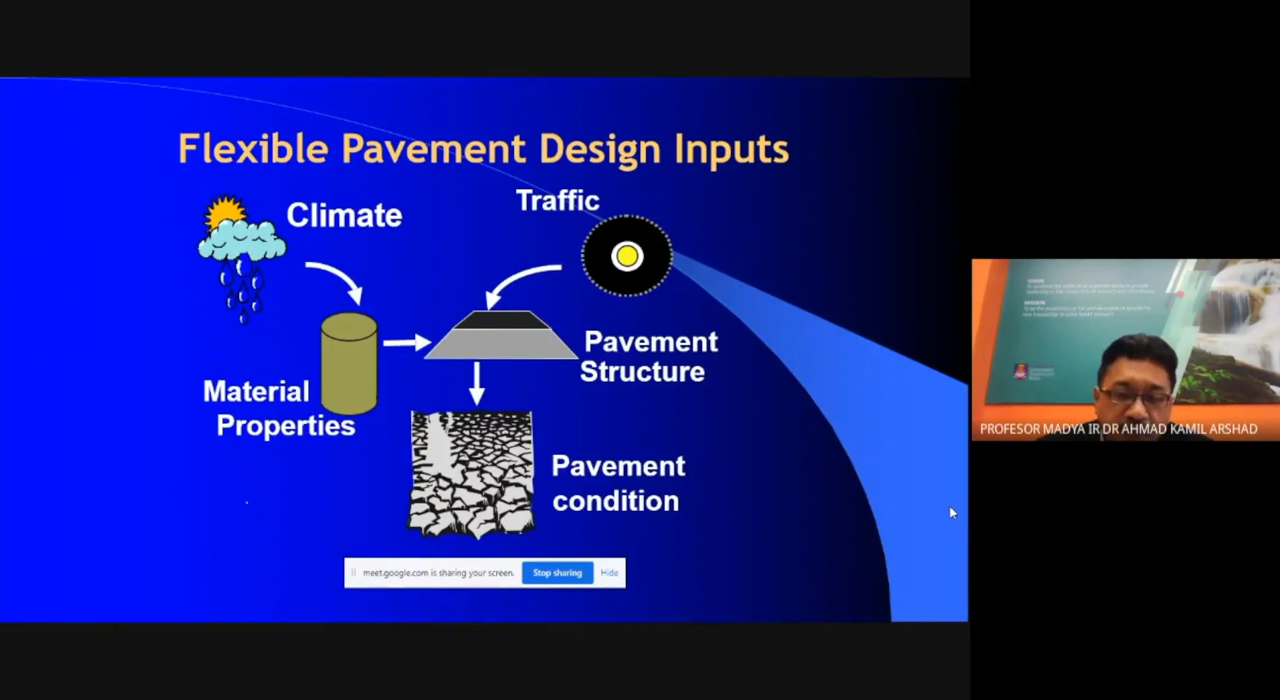 Flexible Pavement Design Inputs
Climate
Traffic
Pavement
Structure
Material
Properties
Pavement
condition
meet.google.com is sharing your screen.
Stop sharing
Hide
MISSION:
PROFESOR MADYA IR DR AHMAD KAMIL ARSHAD